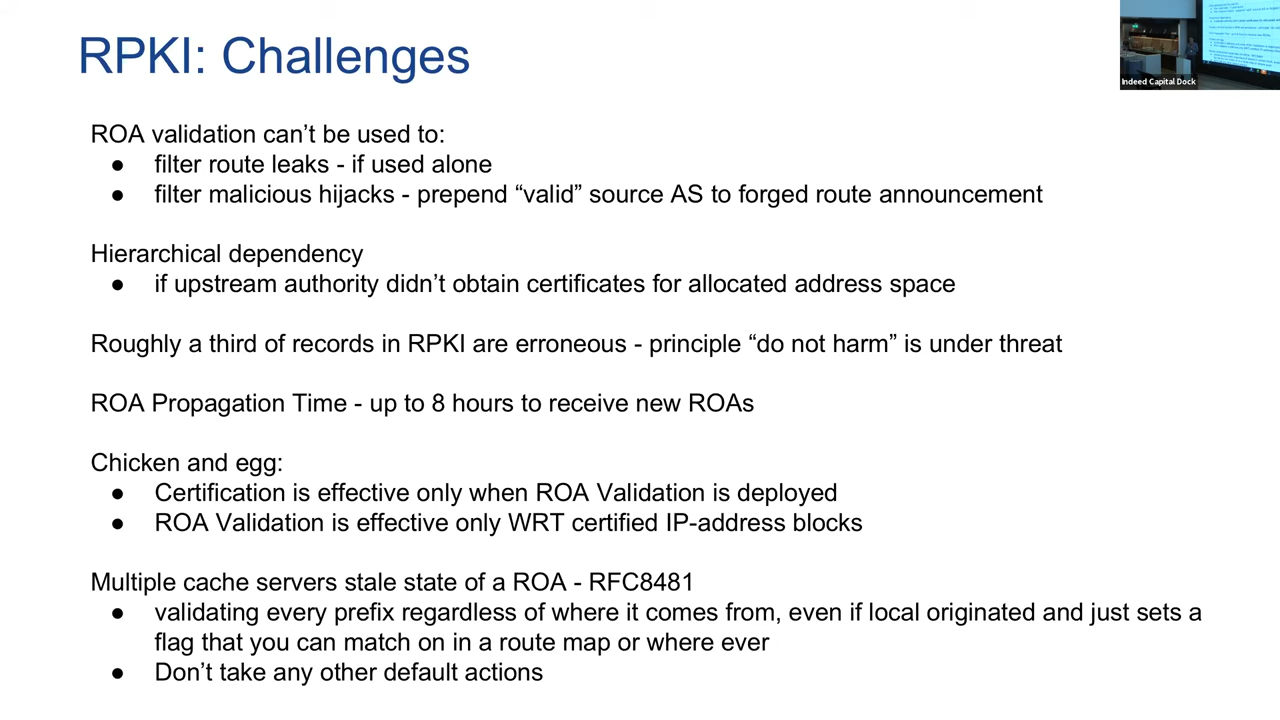 RPKI: Challenges
Indeed Capital Dock
ROA validation can’t be used to:
● filter route leaks - if used alone
● filter malicious hijacks - prepend “valid” source AS to forged route announcement
Hierarchical dependency
● if upstream authority didn’t obtain certificates for allocated address space
Roughly a third of records in RPKI are erroneous - principle “do not harm” is under threat
ROA Propagation Time - up to 8 hours to receive new ROAs
Chicken and egg:
● Certification is effective only when ROA Validation is deployed
● ROA Validation is effective only WRT certified IP-address blocks
Multiple cache servers stale state of a ROA - RFC8481
● validating every prefix regardless of where it comes from, even if local originated and just sets a
flag that you can match on in a route map or where ever
● Don’t take any other default actions